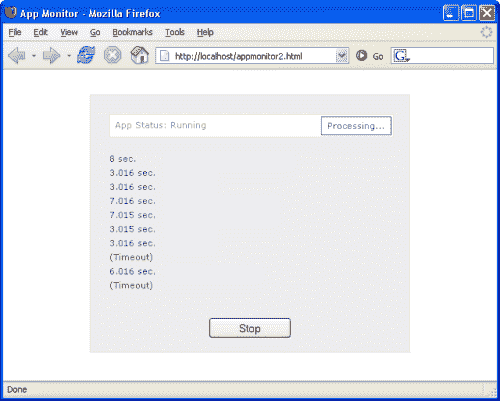 App Monitor - Mozilla Firefox
File Edit View Go Bookmarks Tools Help
http://localhost/appmonitor2.html Go G
App Status: Running Processing...
8 sec.
3.016 sec.
3.016 sec.
7.016 sec.
7.015 sec.
3.015 sec.
3.016 sec.
(Timeout)
6.016 sec.
(Timeout)
Stop
Done